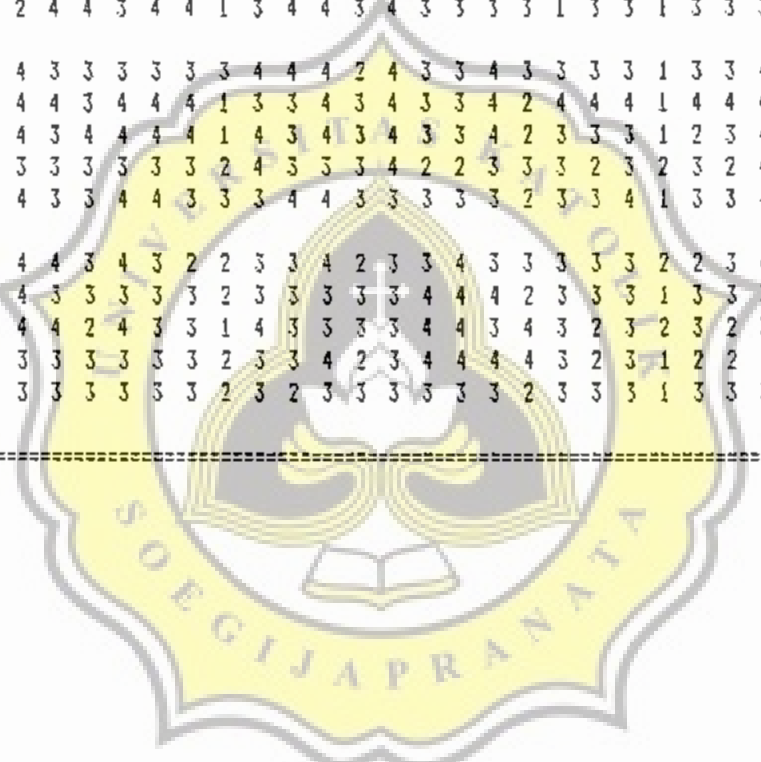 2 4 4 3 4 4 1 3 4 4 3 4 3 3 3 3 1 3 3 1 3 3
4 3 3 3 3 3 3 4 4 4 2 4 3 3 4 3 3 3 3 1 3 3
4 4 3 4 4 4 1 3 3 4 3 4 3 3 4 2 4 4 4 1 4 4
4 3 4 4 4 4 1 4 3 4 3 4 3 3 4 2 3 3 3 1 2 3
3 3 3 3 3 3 2 4 3 3 3 4 2 2 3 3 3 2 3 2 3 2
4 3 3 4 4 3 3 3 4 4 3 3 3 3 3 2 3 3 4 1 3 3
4 4 3 4 3 2 2 3 3 4 2 3 3 4 3 3 3 3 3 2 2 3
4 3 3 3 3 3 2 3 3 3 3 3 4 4 4 2 3 3 3 1 3 3
4 4 2 4 3 3 1 4 3 3 3 3 4 4 3 4 3 2 3 2 3 2
3 3 3 3 3 3 2 3 3 4 2 3 4 4 4 4 3 2 3 1 2 2
3 3 3 3 3 3 2 3 2 3 3 3 3 3 3 2 3 3 3 1 3 3
UNIVERSITAS KATOLIK
SOEGIJAPRANATA